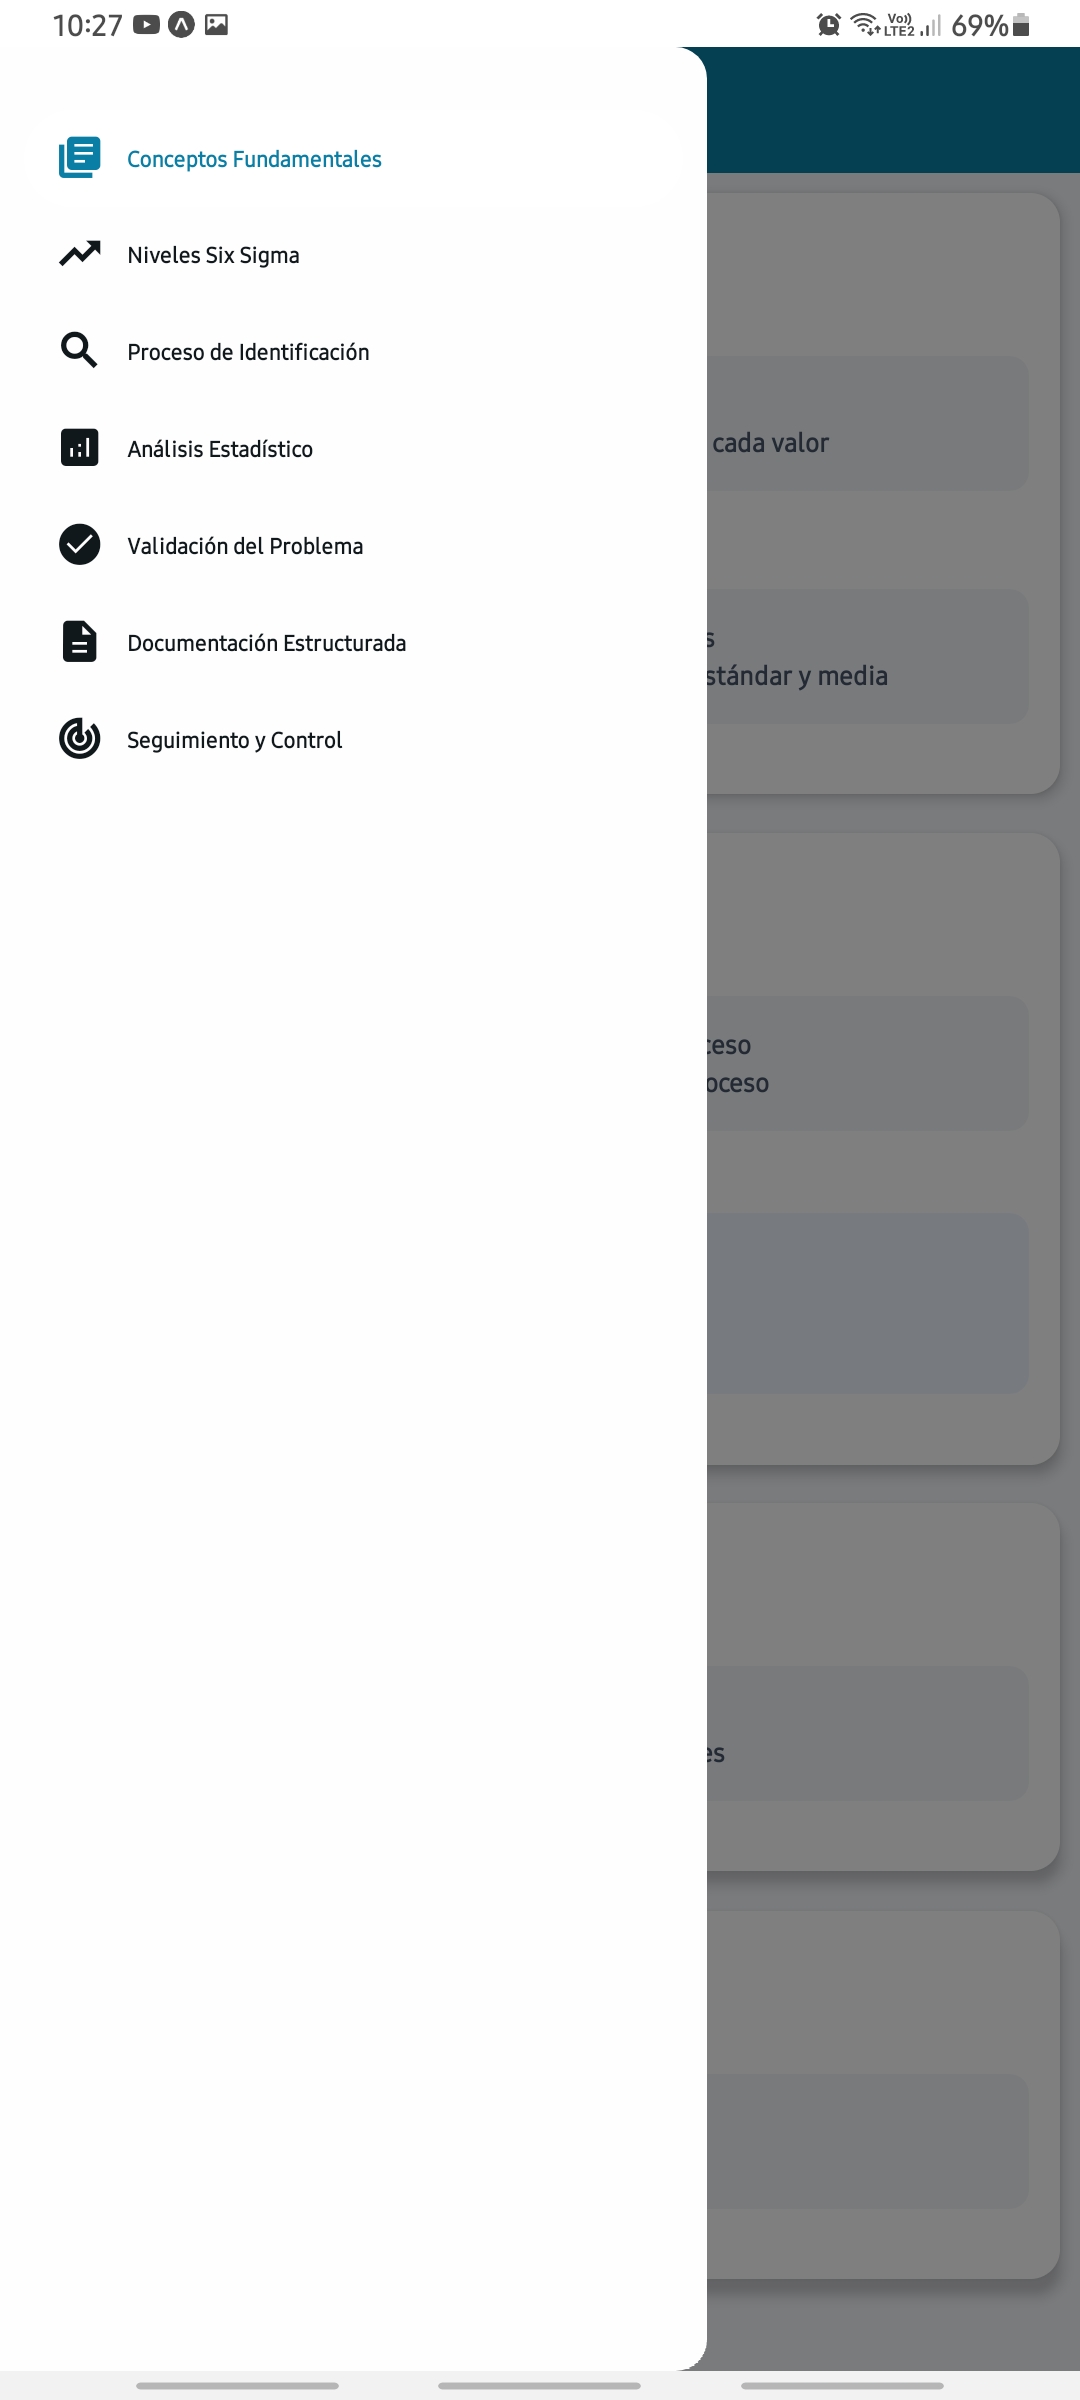 10:27
Vo))
LTE2
69%
Conceptos Fundamentales
Niveles Six Sigma
Proceso de Identificación
Análisis Estadístico
cada valor
Validación del Problema
Documentación Estructurada
s
stándar y media
Seguimiento y Control
ceso
oceso
es